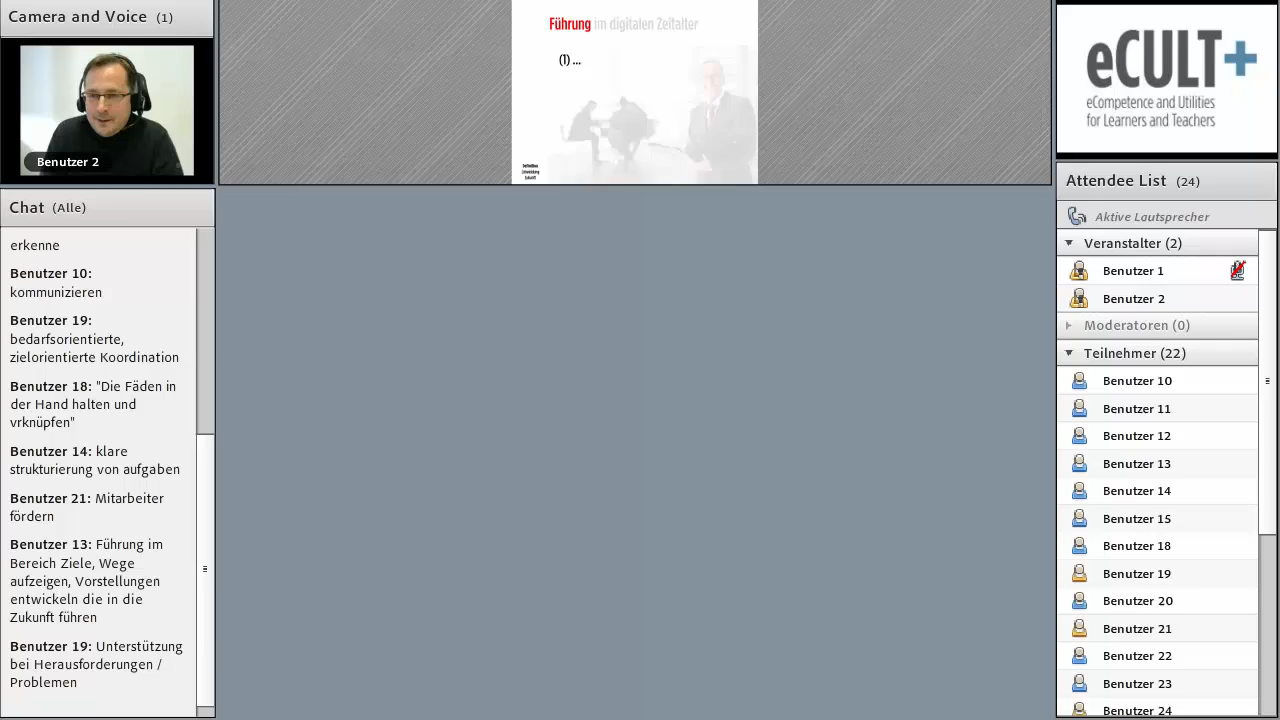 Camera and Voice (1)
Benutzer 2
Chat (Alle)
erkenne
Benutzer 10:
kommunizieren
Benutzer 19:
bedarfsorientierte,
zielorientierte Koordination
Benutzer 18: "Die Fäden in
der Hand halten und
vrknüpfen"
Benutzer 14: klare
strukturierung von aufgaben
Benutzer 21: Mitarbeiter
fördern
Benutzer 13: Führung im
Bereich Ziele, Wege
aufzeigen, Vorstellungen
entwickeln die in die
Zukunft führen
Benutzer 19: Unterstützung
bei Herausforderungen /
Problemen
Führung im digitalen Zeitalter
(1) ...
Definition
Entwicklung
Zukunft
eCULT+
eCompetence and Utilities
for Learners and Teachers
Attendee List (24)
Aktive Lautsprecher
Veranstalter (2)
Benutzer 1
Benutzer 2
Moderatoren (0)
Teilnehmer (22)
Benutzer 10
Benutzer 11
Benutzer 12
Benutzer 13
Benutzer 14
Benutzer 15
Benutzer 18
Benutzer 19
Benutzer 20
Benutzer 21
Benutzer 22
Benutzer 23
Benutzer 24